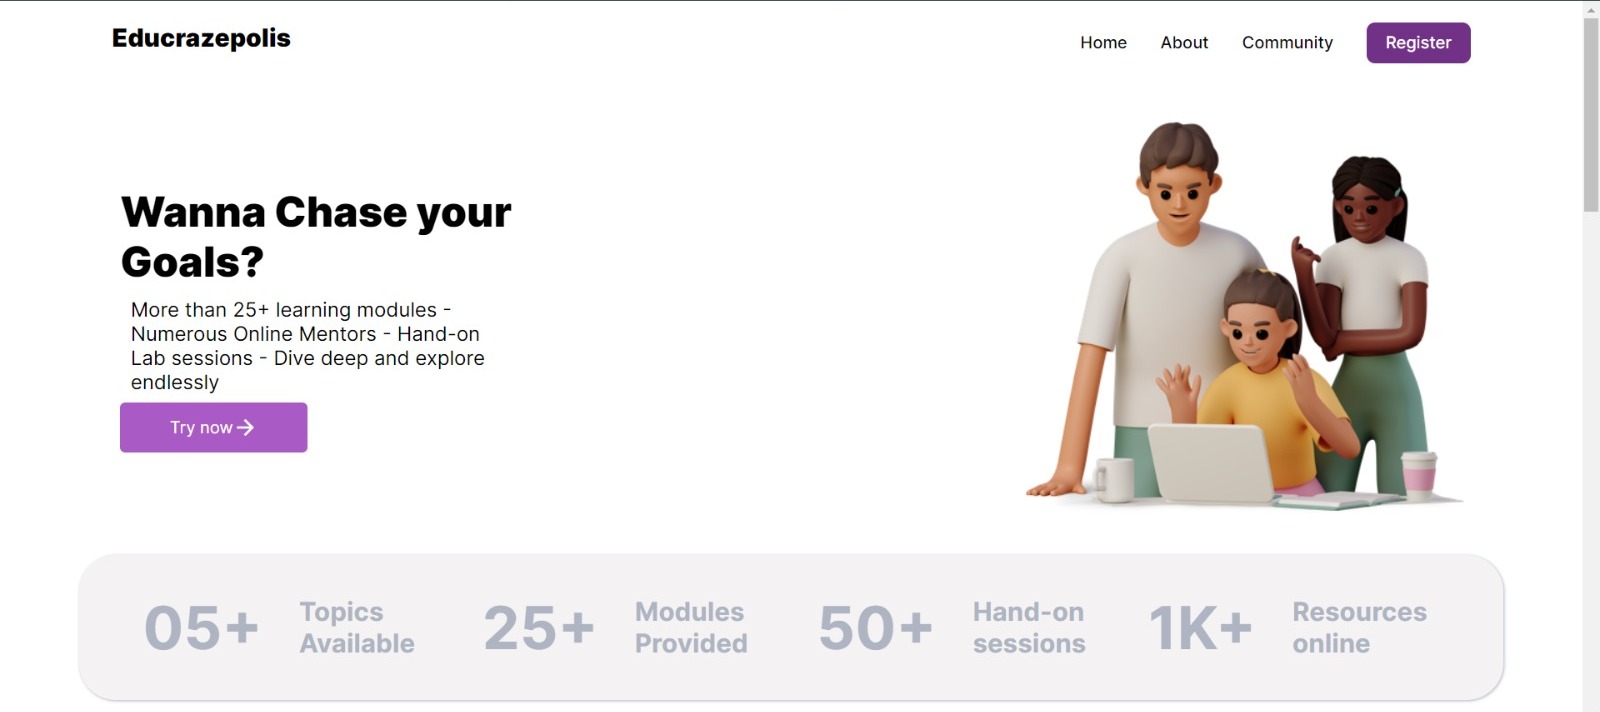 Educrazepolis
Home About Community Register
Wanna Chase your
Goals?
More than 25+ learning modules -
Numerous Online Mentors - Hand-on
Lab sessions - Dive deep and explore
endlessly
Try now→
05+ Topics Available
25+ Modules Provided
50+ Hand-on sessions
1K+ Resources online